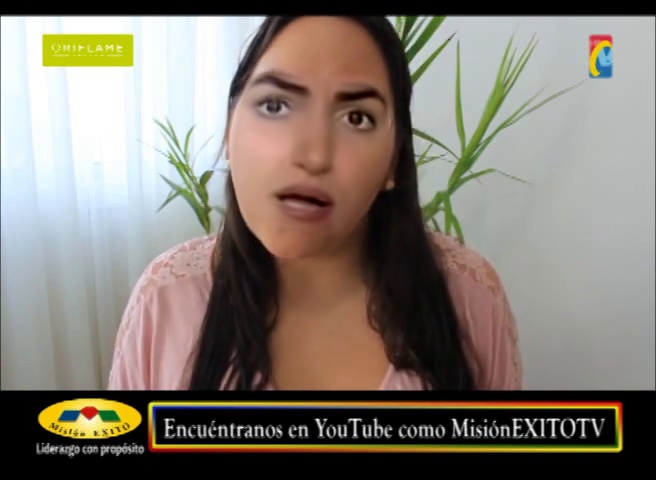 ORIFLAME
Misión EXITO
Liderazgo con propósito
Encuéntranos en YouTube como MisiónEXITOTV